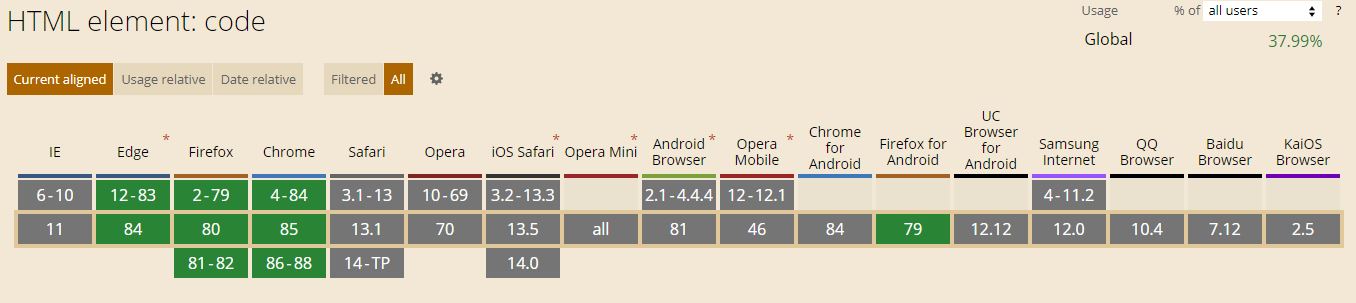 HTML element: code
Usage % of all users ?
Global 37.99%
Current aligned Usage relative Date relative Filtered All
IE Edge * Firefox Chrome Safari Opera iOS Safari * Opera Mini * Android Browser * Opera Mobile * Chrome for Android Firefox for Android UC Browser for Android Samsung Internet QQ Browser Baidu Browser KaiOS Browser
6-10 12-83 2-79 4-84 3.1-13 10-69 3.2-13.3 2.1-4.4.4 12-12.1 4-11.2
11 84 80 85 13.1 70 13.5 all 81 46 84 79 12.12 12.0 10.4 7.12 2.5
81-82 86-88 14-TP 14.0